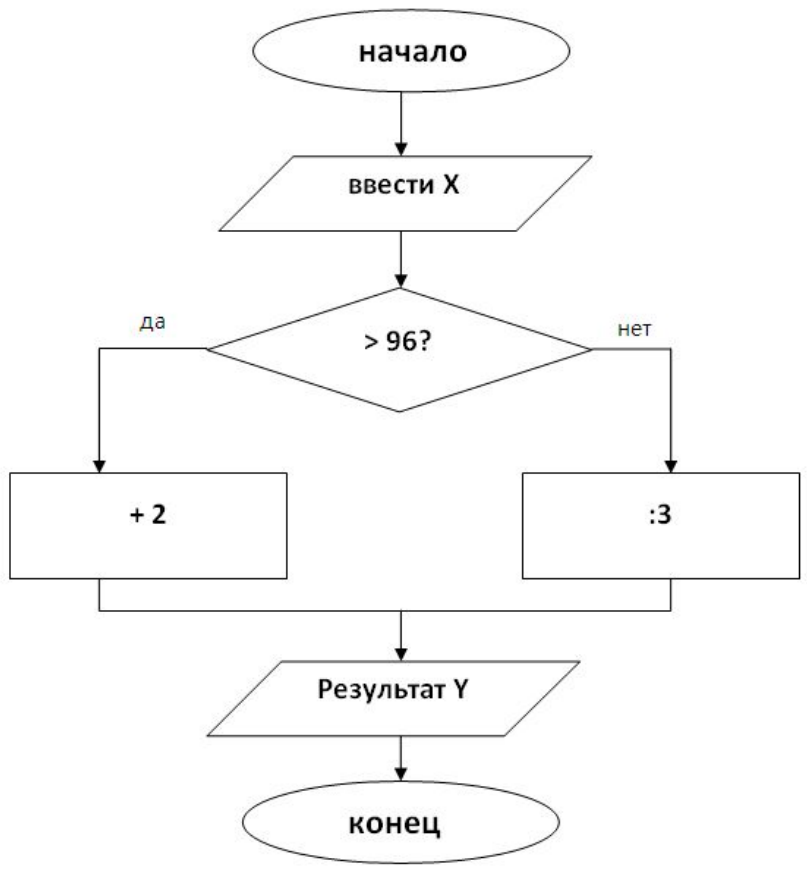 начало
ввести X
> 96?
да
нет
+ 2
:3
Результат Y
конец